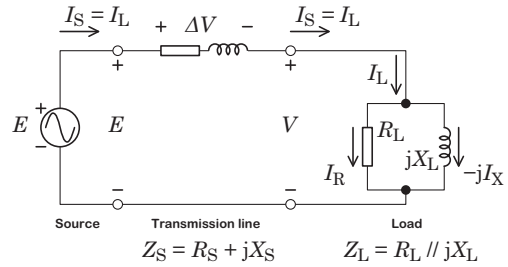 I_S = I_L
+ ΔV −
I_S = I_L
+
+
I_L
+
E
−
E
V
R_L
jX_L
I_R
−jI_X
−
−
Source
Transmission line
Load
Z_S = R_S + jX_S
Z_L = R_L // jX_L